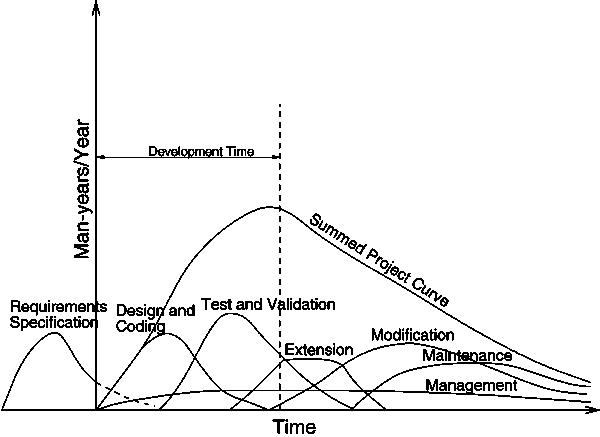 Man-years/Year
Development Time
Summed Project Curve
Requirements
Specification
Design and
Coding
Test and Validation
Extension
Modification
Maintenance
Management
Time